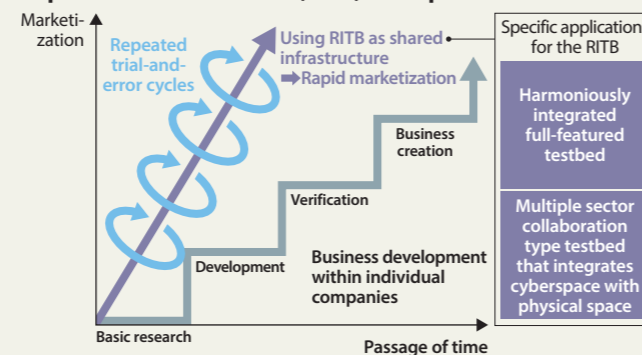 Marketi-
zation
Repeated
trial-and-
error cycles
Using RITB as shared
infrastructure
➡Rapid marketization
Specific application
for the RITB
Harmoniously
integrated
full-featured
testbed
Multiple sector
collaboration
type testbed
that integrates
cyberspace with
physical space
Business
creation
Verification
Development
Business development
within individual
companies
Basic research
Passage of time